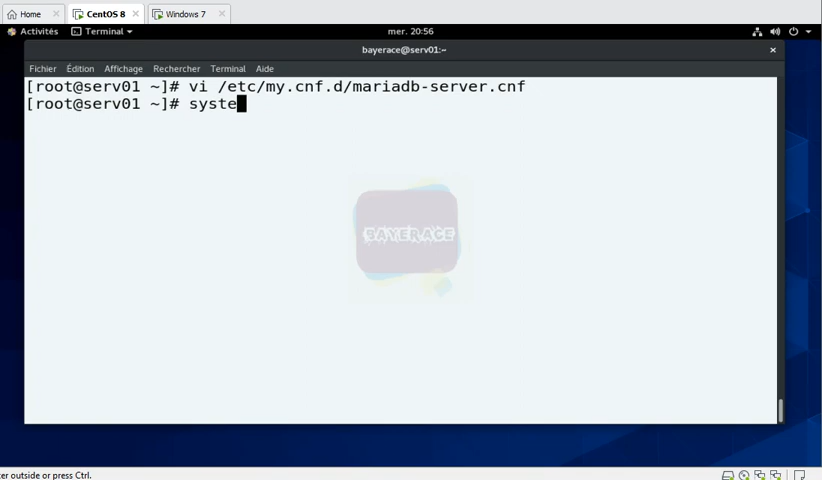 Home
CentOS 8
Windows 7
Activités
Terminal
mer. 20:56
bayerace@serv01:~
Fichier Édition Affichage Rechercher Terminal Aide
[root@serv01 ~]# vi /etc/my.cnf.d/mariadb-server.cnf
[root@serv01 ~]# syste
BAYERACE
er outside or press Ctrl.